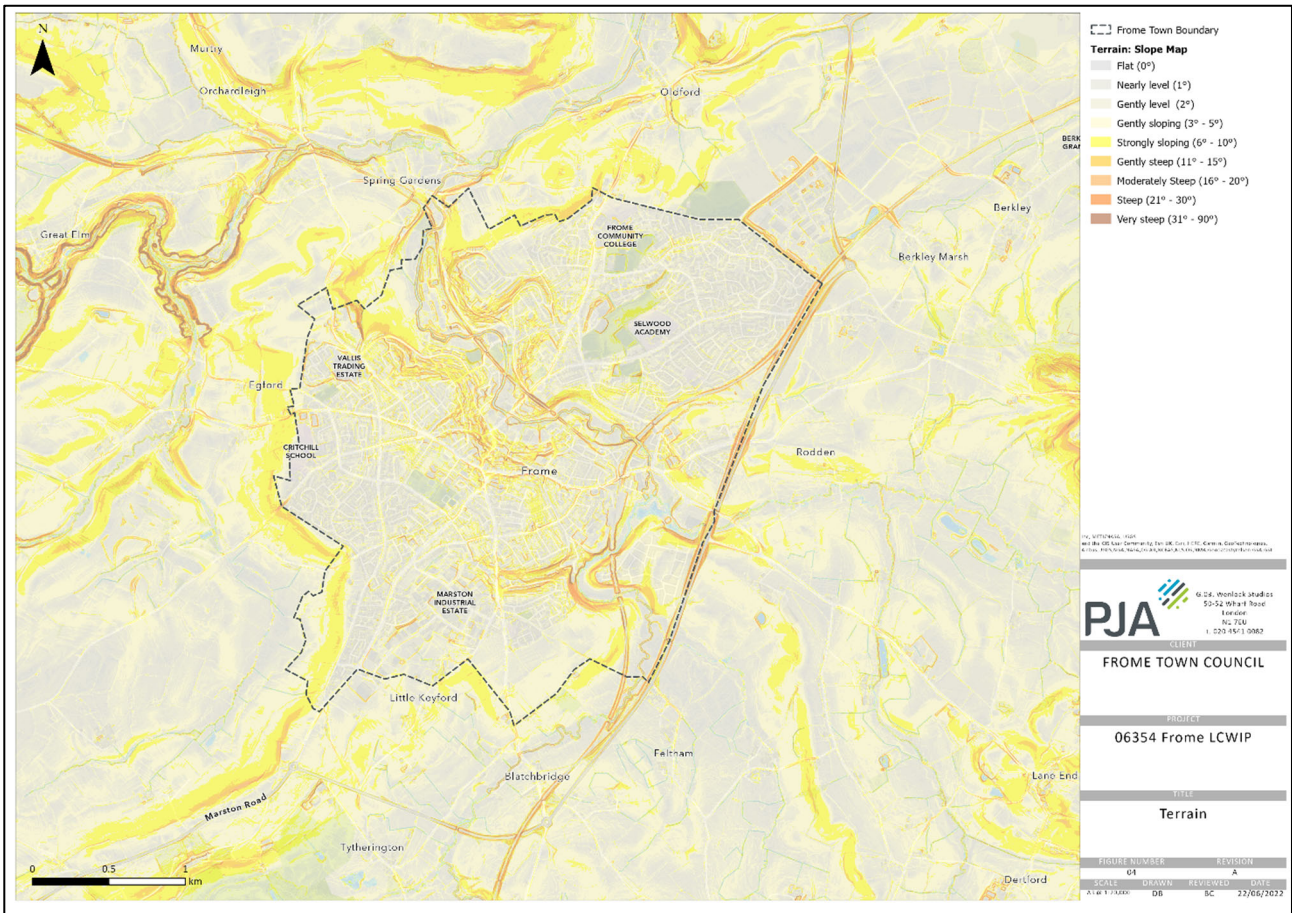 N
Murtry
Orchardleigh
Oldford
Spring Gardens
Great Elm
FROME
COMMUNITY
COLLEGE
Berkley
Berkley Marsh
SELWOOD
ACADEMY
VALLIS
TRADING
ESTATE
Egford
CRITCHILL
SCHOOL
Frome
Rodden
MARSTON
INDUSTRIAL
ESTATE
Little Keyford
Feltham
Blatchbridge
Lane End
Marston Road
Tytherington
Dertford
0 0.5 1
km
Frome Town Boundary
Terrain: Slope Map
Flat (0°)
Nearly level (1°)
Gently level (2°)
Gently sloping (3° - 5°)
Strongly sloping (6° - 10°)
Gently steep (11° - 15°)
Moderately Steep (16° - 20°)
Steep (21° - 30°)
Very steep (31° - 90°)
PJA
Wenlock Studios
50-52 Wharf Road
London
N1 7EU
020 4541 0082
CLIENT
FROME TOWN COUNCIL
PROJECT
06354 Frome LCWIP
TITLE
Terrain
FIGURE NUMBER REVISION
04 A
SCALE DRAWN REVIEWED DATE
DB BC 22/06/2022